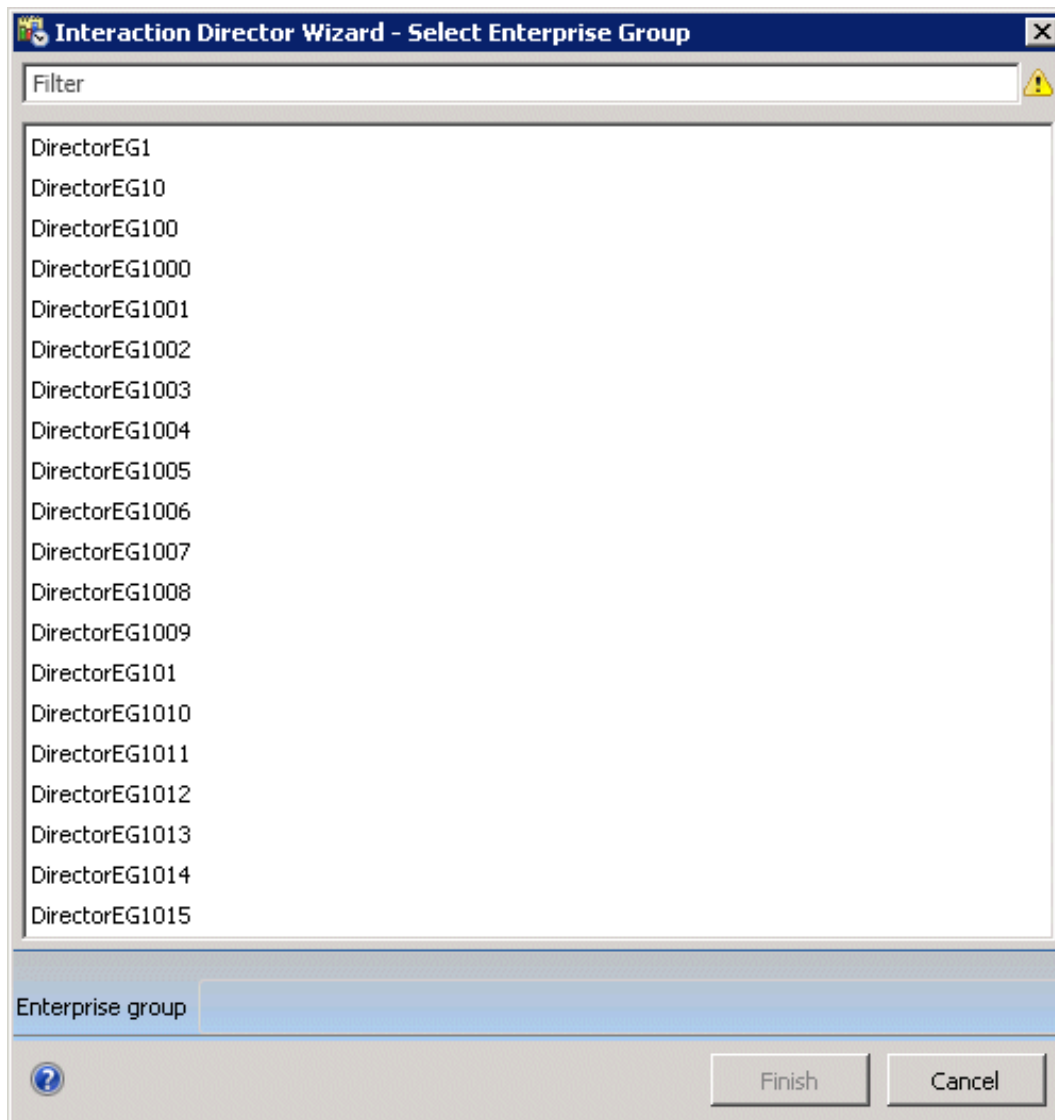 Interaction Director Wizard - Select Enterprise Group
Filter
DirectorEG1
DirectorEG10
DirectorEG100
DirectorEG1000
DirectorEG1001
DirectorEG1002
DirectorEG1003
DirectorEG1004
DirectorEG1005
DirectorEG1006
DirectorEG1007
DirectorEG1008
DirectorEG1009
DirectorEG101
DirectorEG1010
DirectorEG1011
DirectorEG1012
DirectorEG1013
DirectorEG1014
DirectorEG1015
Enterprise group
Finish Cancel